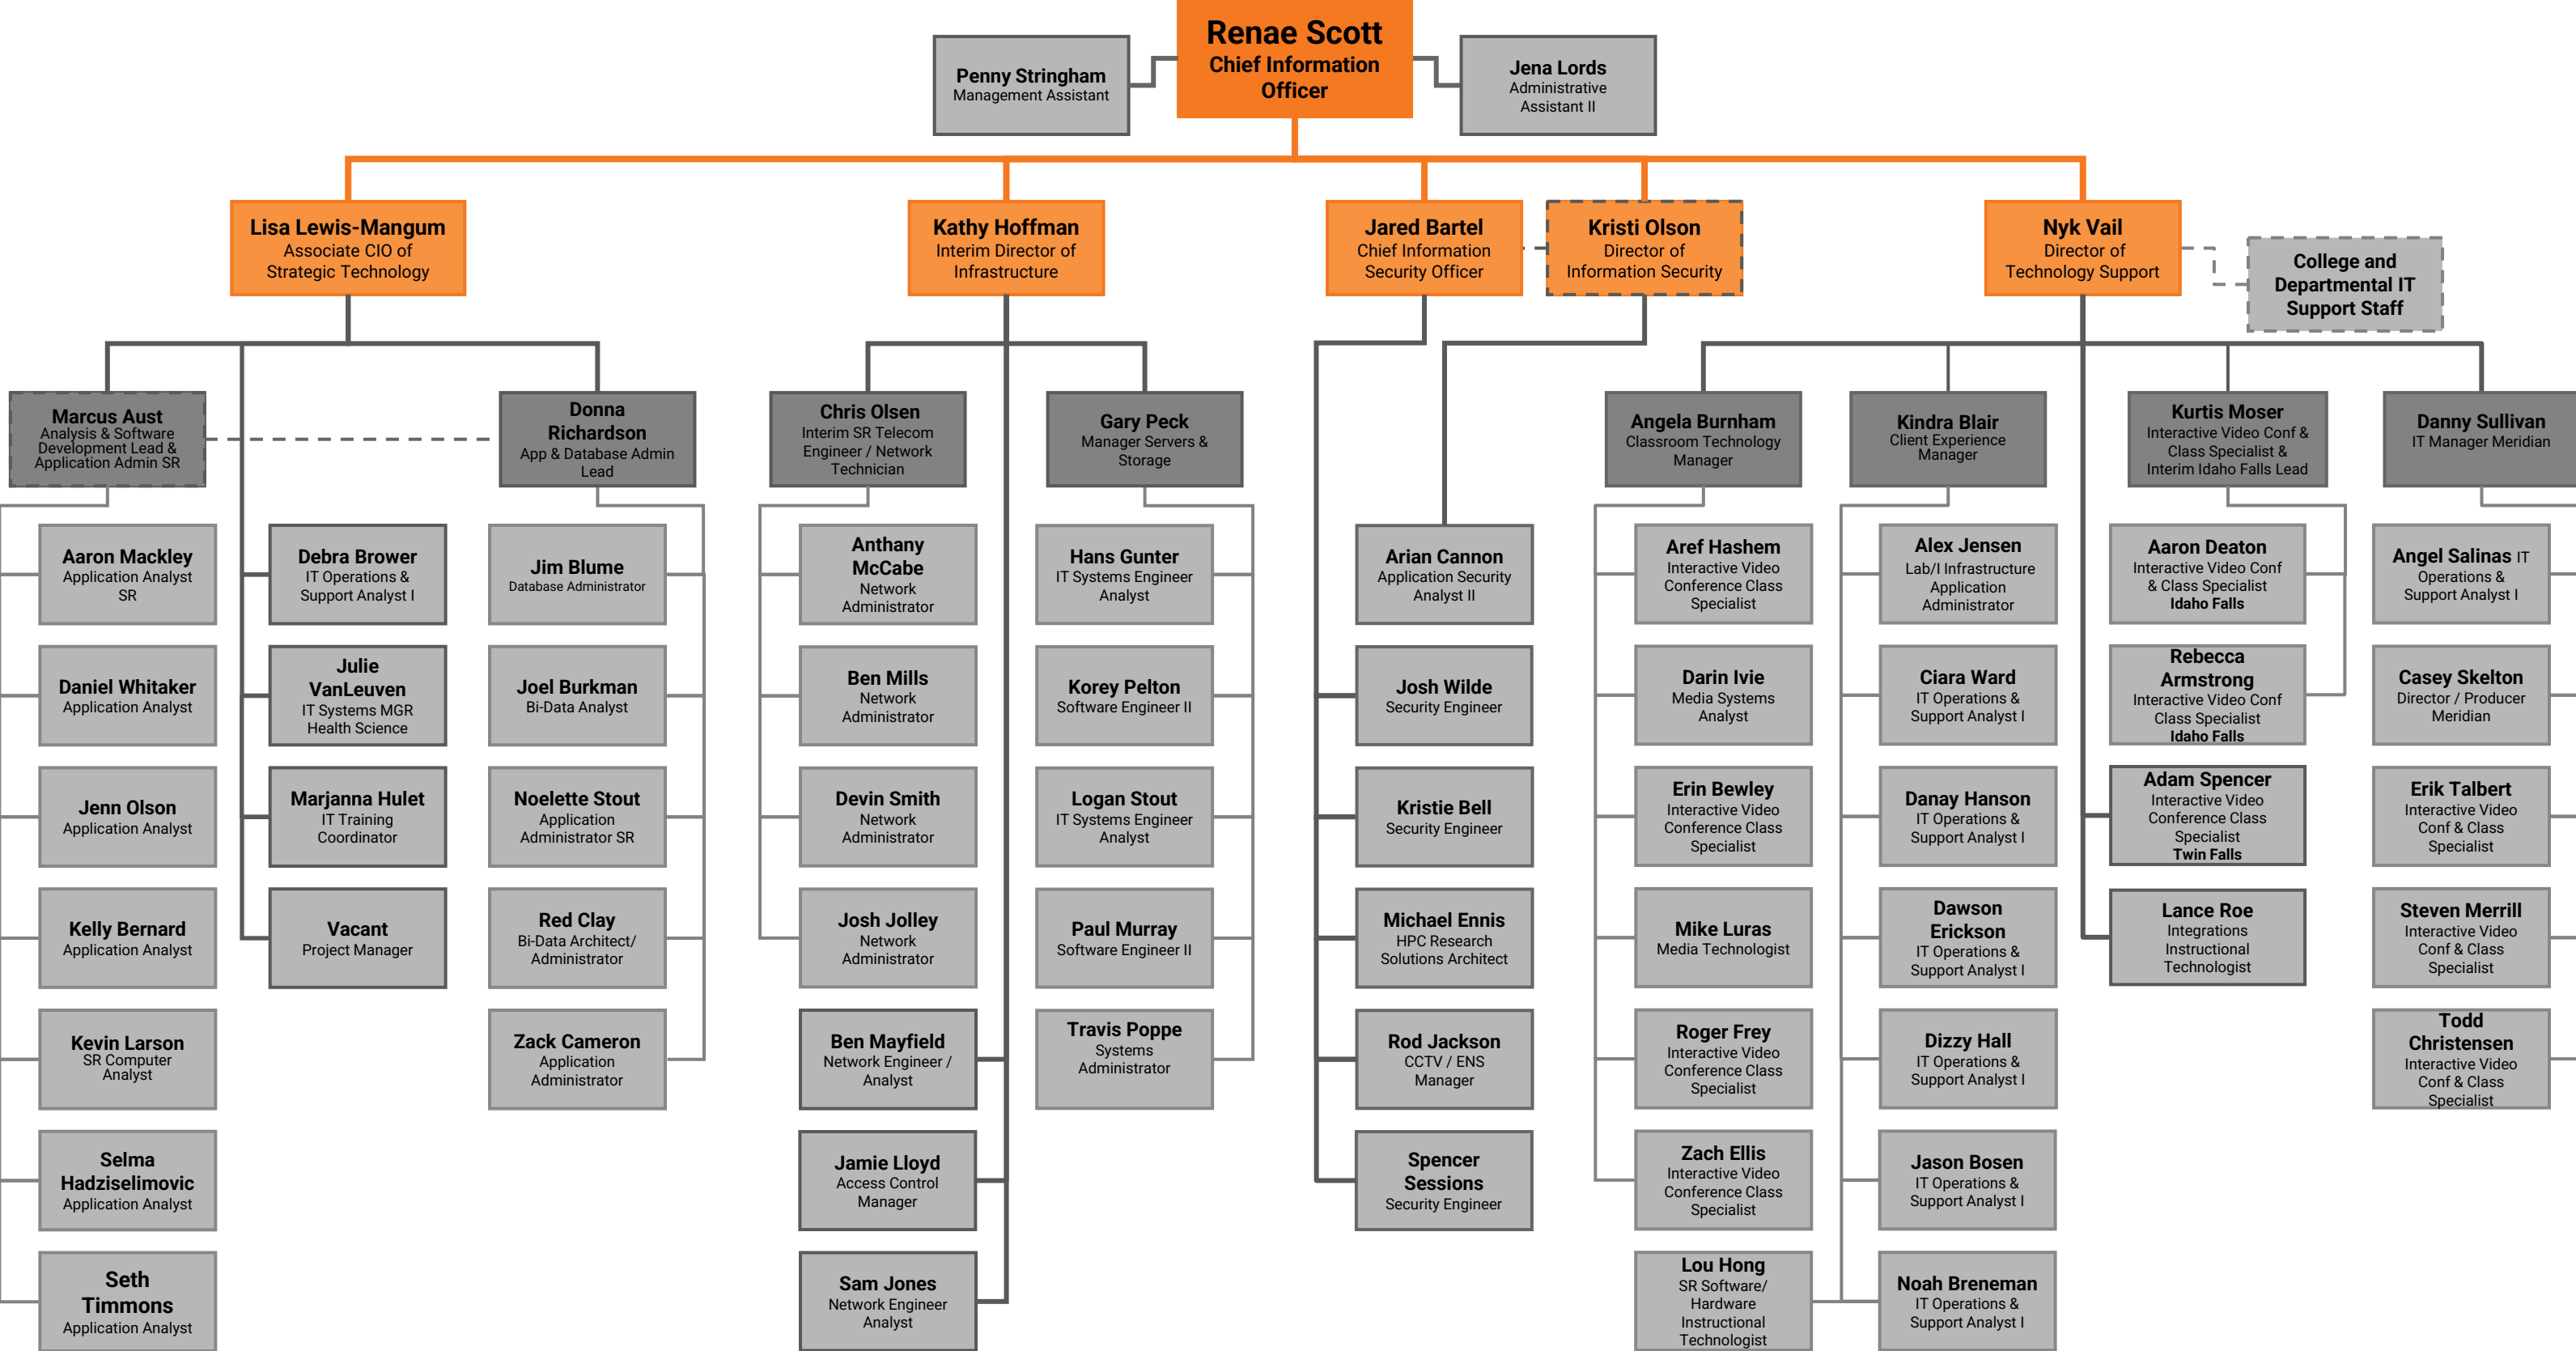 Renae Scott
Chief Information
Officer
Penny Stringham
Management Assistant
Jena Lords
Administrative
Assistant II
Lisa Lewis-Mangum
Associate CIO of
Strategic Technology
Kathy Hoffman
Interim Director of
Infrastructure
Jared Bartel
Chief Information
Security Officer
Kristi Olson
Director of
Information Security
Nyk Vail
Director of
Technology Support
College and
Departmental IT
Support Staff
Marcus Aust
Analysis & Software
Development Lead &
Application Admin SR
Donna
Richardson
App & Database Admin
Lead
Chris Olsen
Interim SR Telecom
Engineer / Network
Technician
Gary Peck
Manager Servers &
Storage
Angela Burnham
Classroom Technology
Manager
Kindra Blair
Client Experience
Manager
Kurtis Moser
Interactive Video Conf &
Class Specialist &
Interim Idaho Falls Lead
Danny Sullivan
IT Manager Meridian
Aaron Mackley
Application Analyst
SR
Debra Brower
IT Operations &
Support Analyst I
Jim Blume
Database Administrator
Anthany
McCabe
Network
Administrator
Hans Gunter
IT Systems Engineer
Analyst
Arian Cannon
Application Security
Analyst II
Aref Hashem
Interactive Video
Conference Class
Specialist
Alex Jensen
Lab/I Infrastructure
Application
Administrator
Aaron Deaton
Interactive Video Conf
& Class Specialist
Idaho Falls
Angel Salinas IT
Operations &
Support Analyst I
Daniel Whitaker
Application Analyst
Julie
VanLeuven
IT Systems MGR
Health Science
Joel Burkman
Bi-Data Analyst
Ben Mills
Network
Administrator
Korey Pelton
Software Engineer II
Josh Wilde
Security Engineer
Darin Ivie
Media Systems
Analyst
Ciara Ward
IT Operations &
Support Analyst I
Rebecca
Armstrong
Interactive Video Conf
Class Specialist
Idaho Falls
Casey Skelton
Director / Producer
Meridian
Jenn Olson
Application Analyst
Marjanna Hulet
IT Training
Coordinator
Noelette Stout
Application
Administrator SR
Devin Smith
Network
Administrator
Logan Stout
IT Systems Engineer
Analyst
Kristie Bell
Security Engineer
Erin Bewley
Interactive Video
Conference Class
Specialist
Danay Hanson
IT Operations &
Support Analyst I
Adam Spencer
Interactive Video
Conference Class
Specialist
Twin Falls
Erik Talbert
Interactive Video
Conf & Class
Specialist
Kelly Bernard
Application Analyst
Vacant
Project Manager
Red Clay
Bi-Data Architect/
Administrator
Josh Jolley
Network
Administrator
Paul Murray
Software Engineer II
Michael Ennis
HPC Research
Solutions Architect
Mike Luras
Media Technologist
Dawson
Erickson
IT Operations &
Support Analyst I
Lance Roe
Integrations
Instructional
Technologist
Steven Merrill
Interactive Video
Conf & Class
Specialist
Kevin Larson
SR Computer
Analyst
Zack Cameron
Application
Administrator
Ben Mayfield
Network Engineer /
Analyst
Travis Poppe
Systems
Administrator
Rod Jackson
CCTV / ENS
Manager
Roger Frey
Interactive Video
Conference Class
Specialist
Dizzy Hall
IT Operations &
Support Analyst I
Todd
Christensen
Interactive Video
Conf & Class
Specialist
Selma
Hadziselimovic
Application Analyst
Jamie Lloyd
Access Control
Manager
Spencer
Sessions
Security Engineer
Zach Ellis
Interactive Video
Conference Class
Specialist
Jason Bosen
IT Operations &
Support Analyst I
Seth
Timmons
Application Analyst
Sam Jones
Network Engineer
Analyst
Lou Hong
SR Software/
Hardware
Instructional
Technologist
Noah Breneman
IT Operations &
Support Analyst I